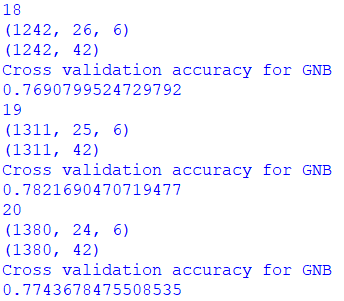 18
(1242, 26, 6)
(1242, 42)
Cross validation accuracy for GNB
0.7690799524729792
19
(1311, 25, 6)
(1311, 42)
Cross validation accuracy for GNB
0.7821690470719477
20
(1380, 24, 6)
(1380, 42)
Cross validation accuracy for GNB
0.7743678475508535